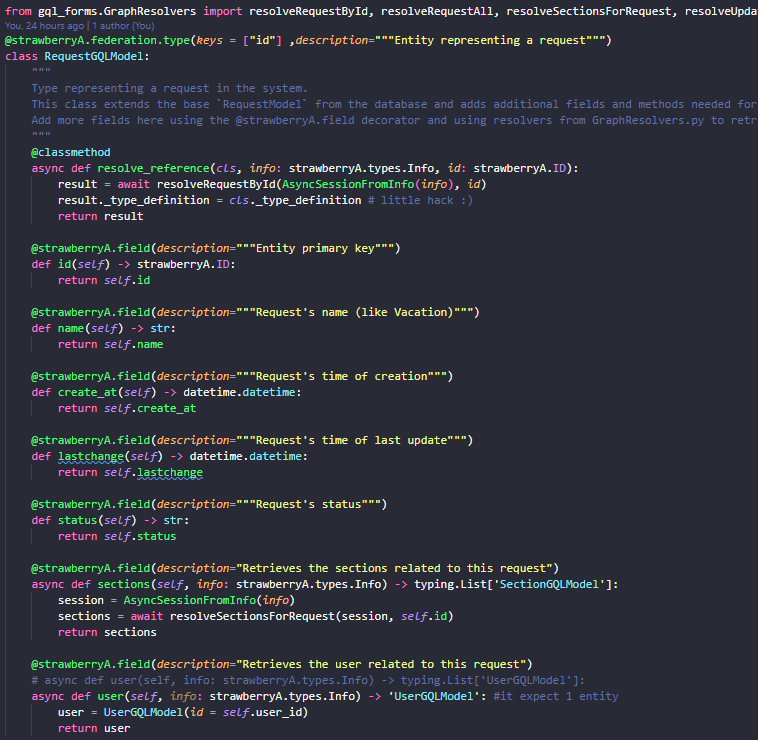 from gql_forms.GraphResolvers import resolveRequestById, resolveRequestAll, resolveSectionsForRequest, resolveUpda
You, 24 hours ago | 1 author (You)
@strawberryA.federation.type(keys = ["id"] ,description="""Entity representing a request""")
class RequestGQLModel:
    """
    Type representing a request in the system.
    This class extends the base `RequestModel` from the database and adds additional fields and methods needed for
    Add more fields here using the @strawberryA.field decorator and using resolvers from GraphResolvers.py to retr
    """
    @classmethod
    async def resolve_reference(cls, info: strawberryA.types.Info, id: strawberryA.ID):
        result = await resolveRequestById(AsyncSessionFromInfo(info), id)
        result._type_definition = cls._type_definition # little hack :)
        return result

    @strawberryA.field(description="""Entity primary key""")
    def id(self) -> strawberryA.ID:
        return self.id

    @strawberryA.field(description="""Request's name (like Vacation)""")
    def name(self) -> str:
        return self.name

    @strawberryA.field(description="""Request's time of creation""")
    def create_at(self) -> datetime.datetime:
        return self.create_at

    @strawberryA.field(description="""Request's time of last update""")
    def lastchange(self) -> datetime.datetime:
        return self.lastchange

    @strawberryA.field(description="""Request's status""")
    def status(self) -> str:
        return self.status

    @strawberryA.field(description="Retrieves the sections related to this request")
    async def sections(self, info: strawberryA.types.Info) -> typing.List['SectionGQLModel']:
        session = AsyncSessionFromInfo(info)
        sections = await resolveSectionsForRequest(session, self.id)
        return sections

    @strawberryA.field(description="Retrieves the user related to this request")
    # async def user(self, info: strawberryA.types.Info) -> typing.List['UserGQLModel']:
    async def user(self, info: strawberryA.types.Info) -> 'UserGQLModel': #it expect 1 entity
        user = UserGQLModel(id = self.user_id)
        return user